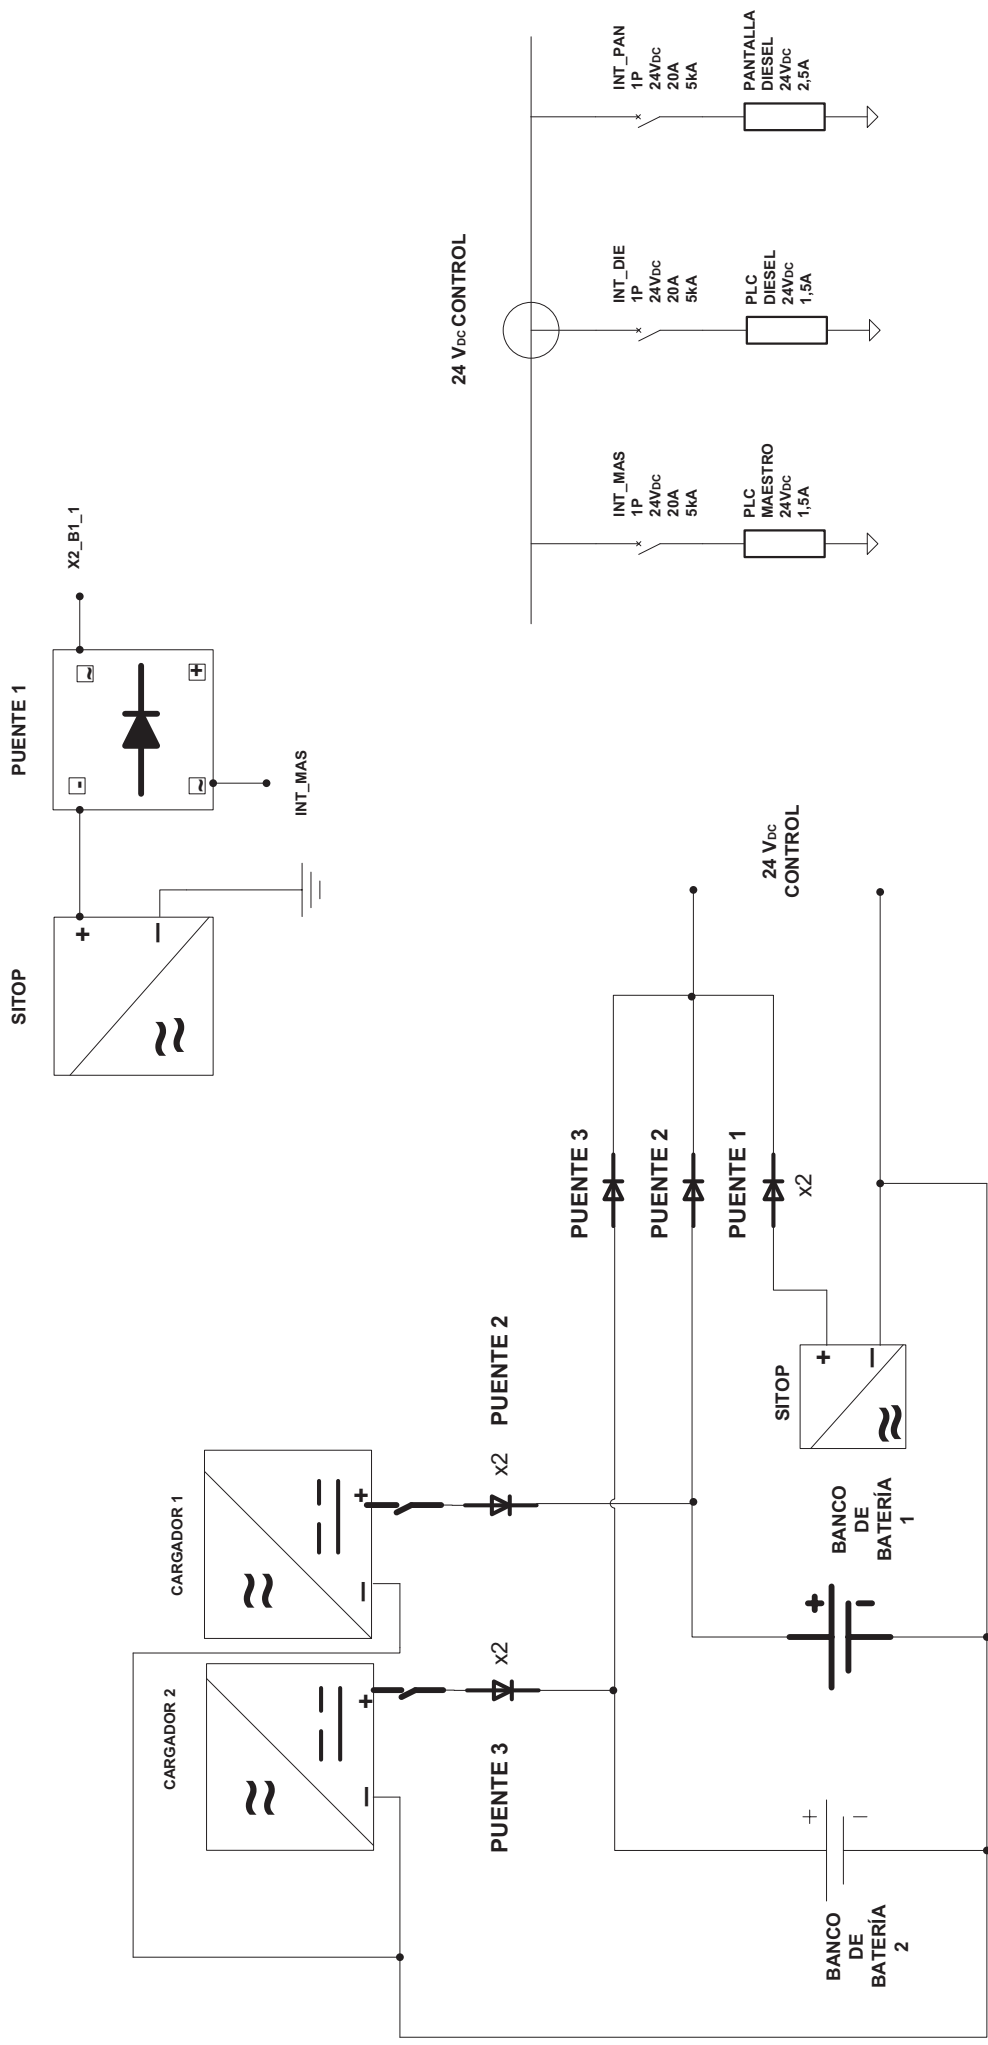 CARGADOR 2
CARGADOR 1
+
–
+
–
PUENTE 3
x2
x2
PUENTE 2
BANCO
DE
BATERÍA
2
+
–
BANCO
DE
BATERÍA
1
+
-
SITOP
+
–
PUENTE 3
PUENTE 2
PUENTE 1
x2
24 VDC
CONTROL
SITOP
+
–
PUENTE 1
-
~
~
+
X2_B1_1
INT_MAS
24 VDC CONTROL
INT_MAS
1P
24VDC
20A
5kA
PLC
MAESTRO
24VDC
1,5A
INT_DIE
1P
24VDC
20A
5kA
PLC
DIESEL
24VDC
1,5A
INT_PAN
1P
24VDC
20A
5kA
PANTALLA
DIESEL
24VDC
2,5A